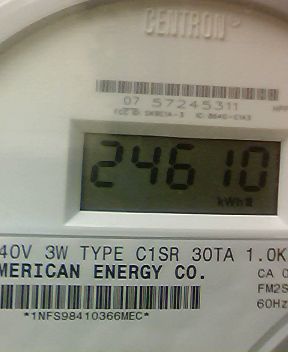 CENTRON®
07 57245311
24610
kWh
40V 3W TYPE C1SR 30TA 1.0K
MERICAN ENERGY CO.
CA 0
FM2S
60Hz
*1NFS98410366MEC*